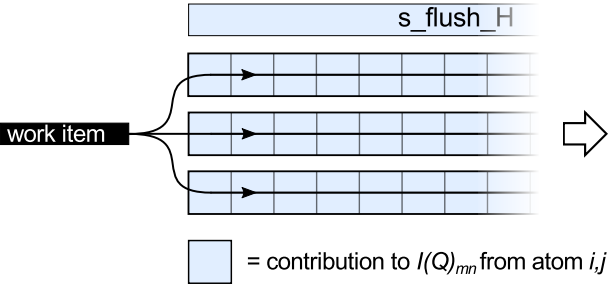 s_flush_H
work item
= contribution to I(Q)mn from atom i,j